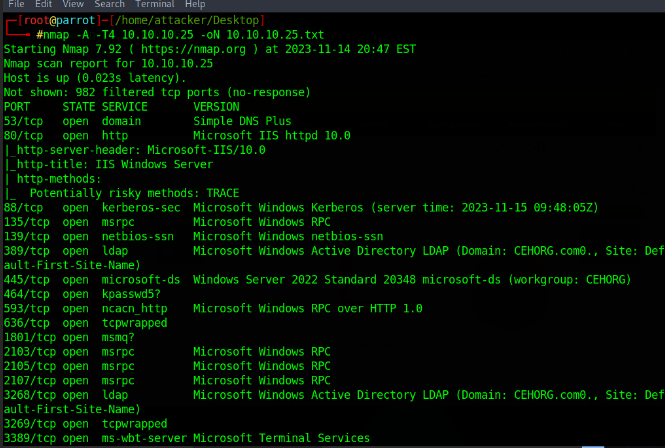 File Edit View Search Terminal Help
[root@parrot]─[/home/attacker/Desktop]
#nmap -A -T4 10.10.10.25 -oN 10.10.10.25.txt
Starting Nmap 7.92 ( https://nmap.org ) at 2023-11-14 20:47 EST
Nmap scan report for 10.10.10.25
Host is up (0.023s latency).
Not shown: 982 filtered tcp ports (no-response)
PORT     STATE SERVICE       VERSION
53/tcp   open  domain        Simple DNS Plus
80/tcp   open  http          Microsoft IIS httpd 10.0
|_http-server-header: Microsoft-IIS/10.0
|_http-title: IIS Windows Server
| http-methods:
|_  Potentially risky methods: TRACE
88/tcp   open  kerberos-sec  Microsoft Windows Kerberos (server time: 2023-11-15 09:48:05Z)
135/tcp  open  msrpc         Microsoft Windows RPC
139/tcp  open  netbios-ssn   Microsoft Windows netbios-ssn
389/tcp  open  ldap          Microsoft Windows Active Directory LDAP (Domain: CEHORG.com0., Site: Def
ault-First-Site-Name)
445/tcp  open  microsoft-ds  Windows Server 2022 Standard 20348 microsoft-ds (workgroup: CEHORG)
464/tcp  open  kpasswd5?
593/tcp  open  ncacn_http    Microsoft Windows RPC over HTTP 1.0
636/tcp  open  tcpwrapped
1801/tcp open  msmq?
2103/tcp open  msrpc         Microsoft Windows RPC
2105/tcp open  msrpc         Microsoft Windows RPC
2107/tcp open  msrpc         Microsoft Windows RPC
3268/tcp open  ldap          Microsoft Windows Active Directory LDAP (Domain: CEHORG.com0., Site: Def
ault-First-Site-Name)
3269/tcp open  tcpwrapped
3389/tcp open  ms-wbt-server Microsoft Terminal Services